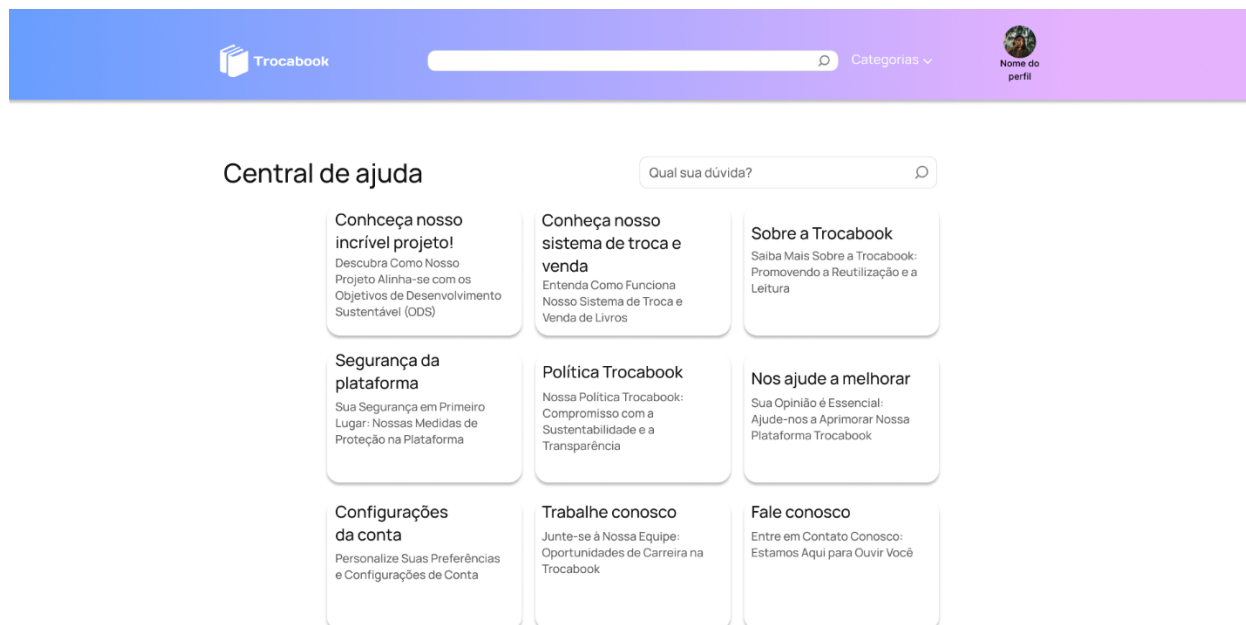 Trocabook
Categorias
Nome do
perfil
Central de ajuda
Qual sua dúvida?
Conhceça nosso
incrível projeto!
Descubra Como Nosso
Projeto Alinha-se com os
Objetivos de Desenvolvimento
Sustentável (ODS)
Conheça nosso
sistema de troca e
venda
Entenda Como Funciona
Nosso Sistema de Troca e
Venda de Livros
Sobre a Trocabook
Saiba Mais Sobre a Trocabook:
Promovendo a Reutilização e a
Leitura
Segurança da
plataforma
Sua Segurança em Primeiro
Lugar: Nossas Medidas de
Proteção na Plataforma
Política Trocabook
Nossa Política Trocabook:
Compromisso com a
Sustentabilidade e a
Transparência
Nos ajude a melhorar
Sua Opinião é Essencial:
Ajude-nos a Aprimorar Nossa
Plataforma Trocabook
Configurações
da conta
Personalize Suas Preferências
e Configurações de Conta
Trabalhe conosco
Junte-se à Nossa Equipe:
Oportunidades de Carreira na
Trocabook
Fale conosco
Entre em Contato Conosco:
Estamos Aqui para Ouvir Você